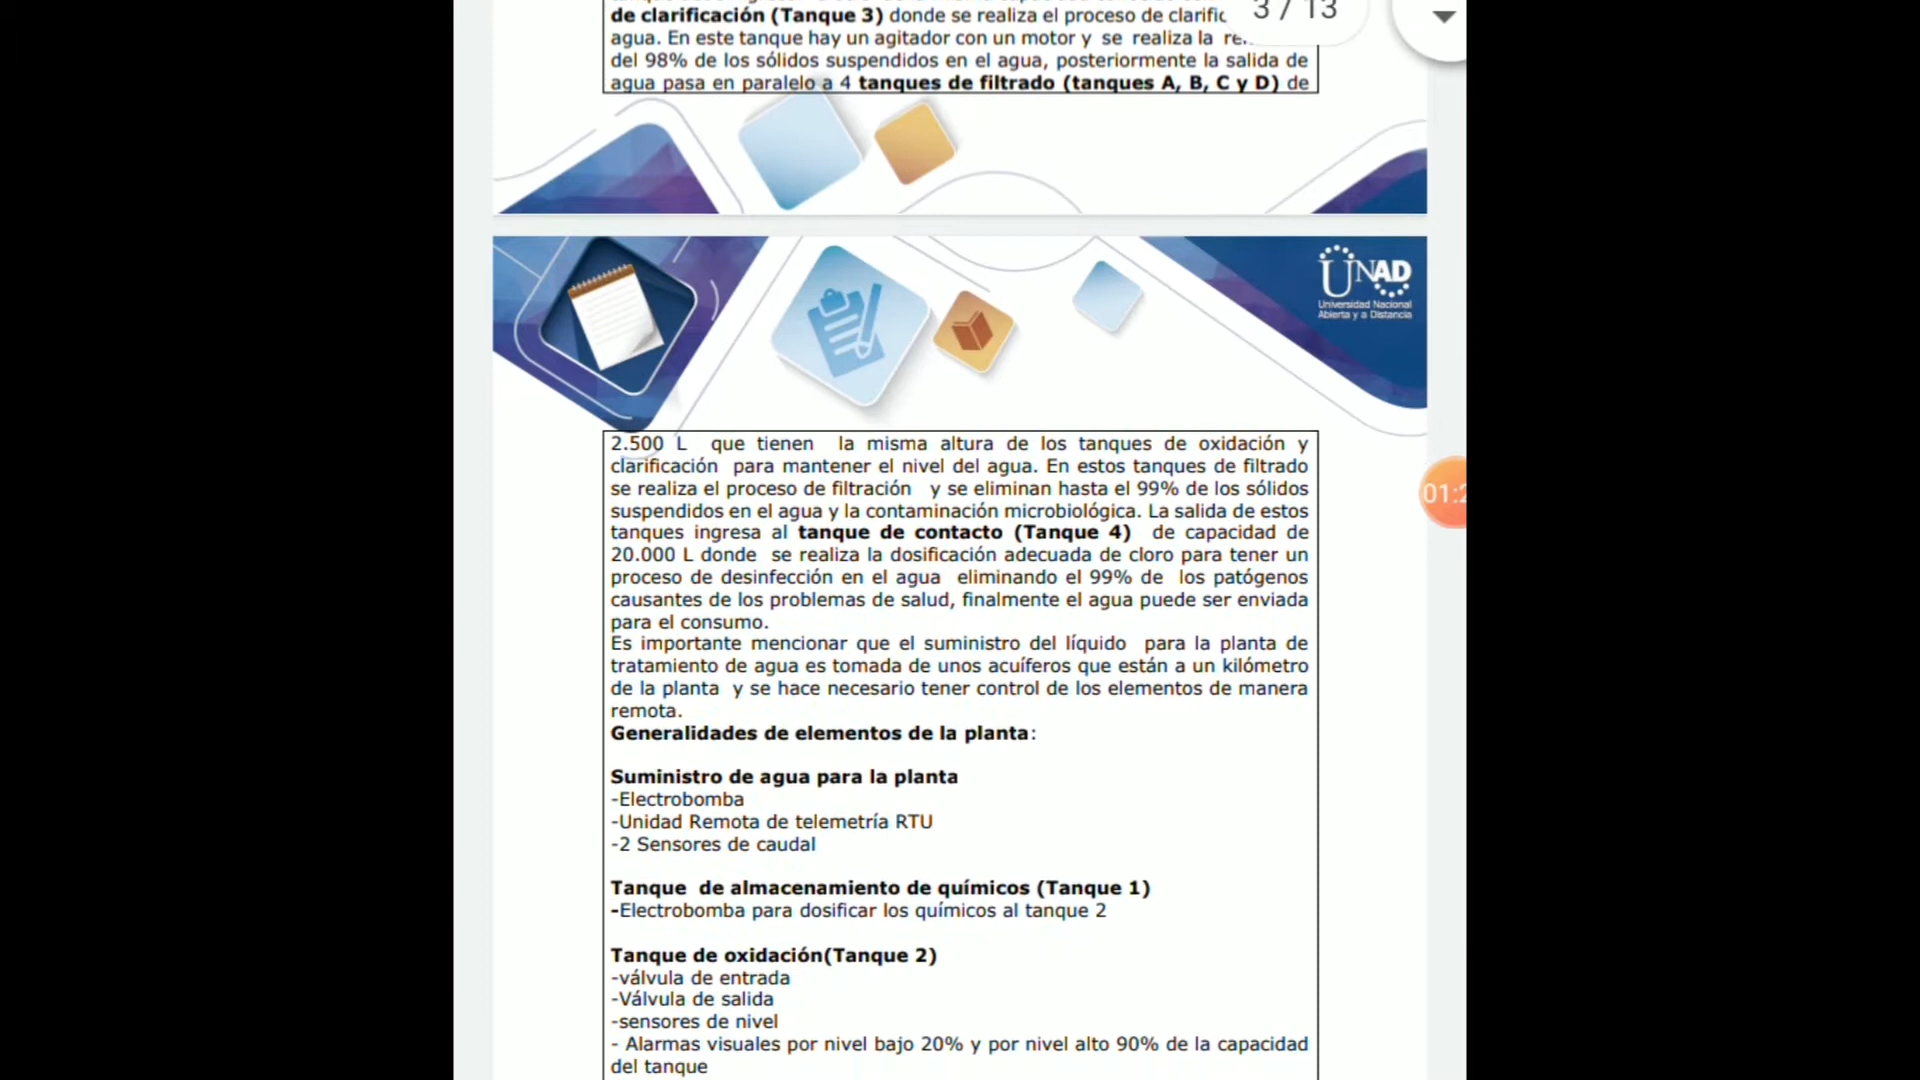 de clarificación (Tanque 3) donde se realiza el proceso de
3 / 13
agua. En este tanque hay un agitador con un motor y se realiza la
del 98% de los sólidos suspendidos en el agua, posteriormente la salida de
agua pasa en paralelo a 4 tanques de filtrado (tanques A, B, C y D) de
UNAD
Universidad Nacional
Abierta y a Distancia
2.500 L que tienen la misma altura de los tanques de oxidación y
clarificación para mantener el nivel del agua. En estos tanques de filtrado
se realiza el proceso de filtración y se eliminan hasta el 99% de los sólidos
suspendidos en el agua y la contaminación microbiológica. La salida de estos
tanques ingresa al tanque de contacto (Tanque 4) de capacidad de
20.000 L donde se realiza la dosificación adecuada de cloro para tener un
proceso de desinfección en el agua eliminando el 99% de los patógenos
causantes de los problemas de salud, finalmente el agua puede ser enviada
para el consumo.
Es importante mencionar que el suministro del líquido para la planta de
tratamiento de agua es tomada de unos acuíferos que están a un kilómetro
de la planta y se hace necesario tener control de los elementos de manera
remota.
Generalidades de elementos de la planta:
Suministro de agua para la planta
-Electrobomba
-Unidad Remota de telemetría RTU
-2 Sensores de caudal
Tanque de almacenamiento de químicos (Tanque 1)
-Electrobomba para dosificar los químicos al tanque 2
Tanque de oxidación(Tanque 2)
-válvula de entrada
-Válvula de salida
-sensores de nivel
- Alarmas visuales por nivel bajo 20% y por nivel alto 90% de la capacidad
del tanque